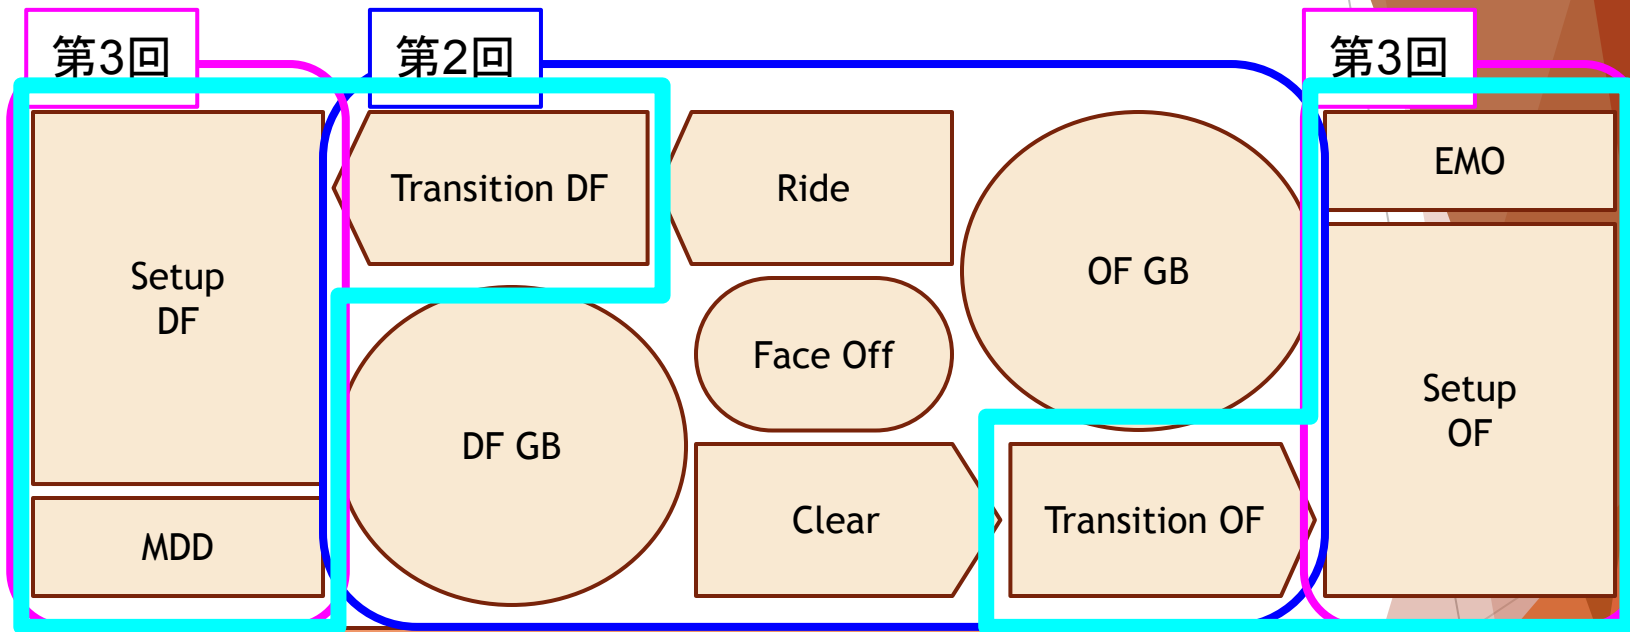 第3回
第2回
第3回
Transition DF
Ride
EMO
Setup
DF
OF GB
Face Off
Setup
OF
DF GB
MDD
Clear
Transition OF